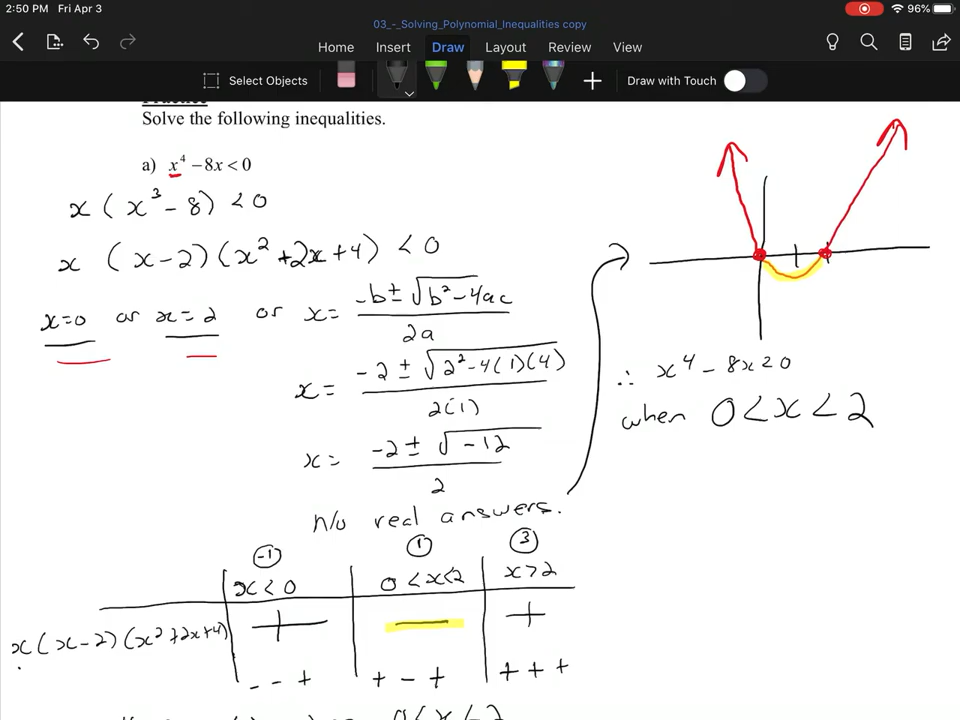 2:50 PM Fri Apr 3 96%
03_-_Solving_Polynomial_Inequalities copy
Home Insert Draw Layout Review View
Select Objects Draw with Touch
Practice
Solve the following inequalities.
a) x⁴ – 8x < 0
x (x³ - 8) < 0
x (x-2)(x² +2x+4) < 0
x=0 or x=2 or x= (-b ± √(b²-4ac)) / 2a
x= (-2 ± √(2²-4(1)(4))) / 2(1)
x= (-2 ± √(-12)) / 2
n/o real answers.
∴ x⁴ - 8x ≥ 0
when 0 < x < 2
-1 1 3
x < 0 0 < x < 2 x > 2
x(x-2)(x²+2x+4) + — +
- - + + - + + + +
0 < x < 2